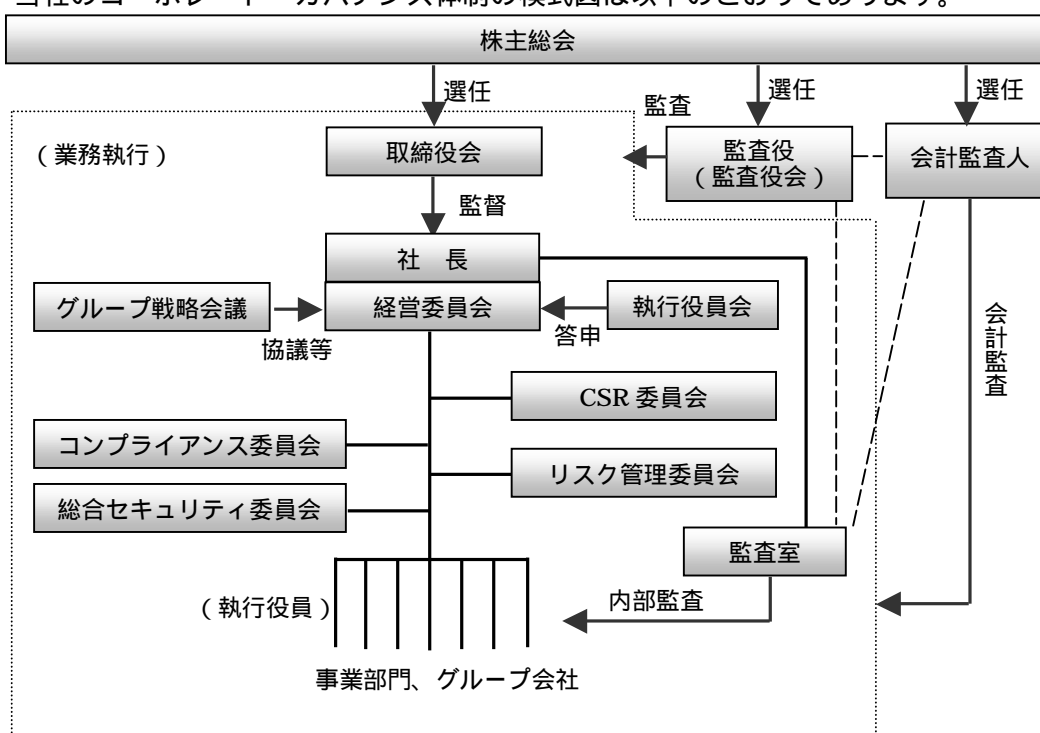 当社のコーポレート・ガバナンス体制の模式図は以下のとおりであります。
株主総会
選任
選任
選任
監査
(業務執行)
取締役会
監査役
(監査役会)
会計監査人
監督
社 長
グループ戦略会議
経営委員会
執行役員会
協議等
答申
会計監査
CSR 委員会
コンプライアンス委員会
リスク管理委員会
総合セキュリティ委員会
監査室
(執行役員)
内部監査
事業部門、グループ会社